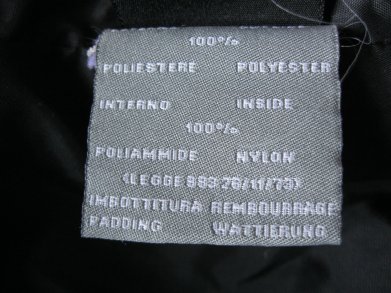 100%
POLIESTERE POLYESTER
INTERNO INSIDE
100%
POLIAMMIDE NYLON
(LEGGE 883 26/11/73)
IMBOTTITURA REMBOURRAGE
PADDING WATTIERUNG